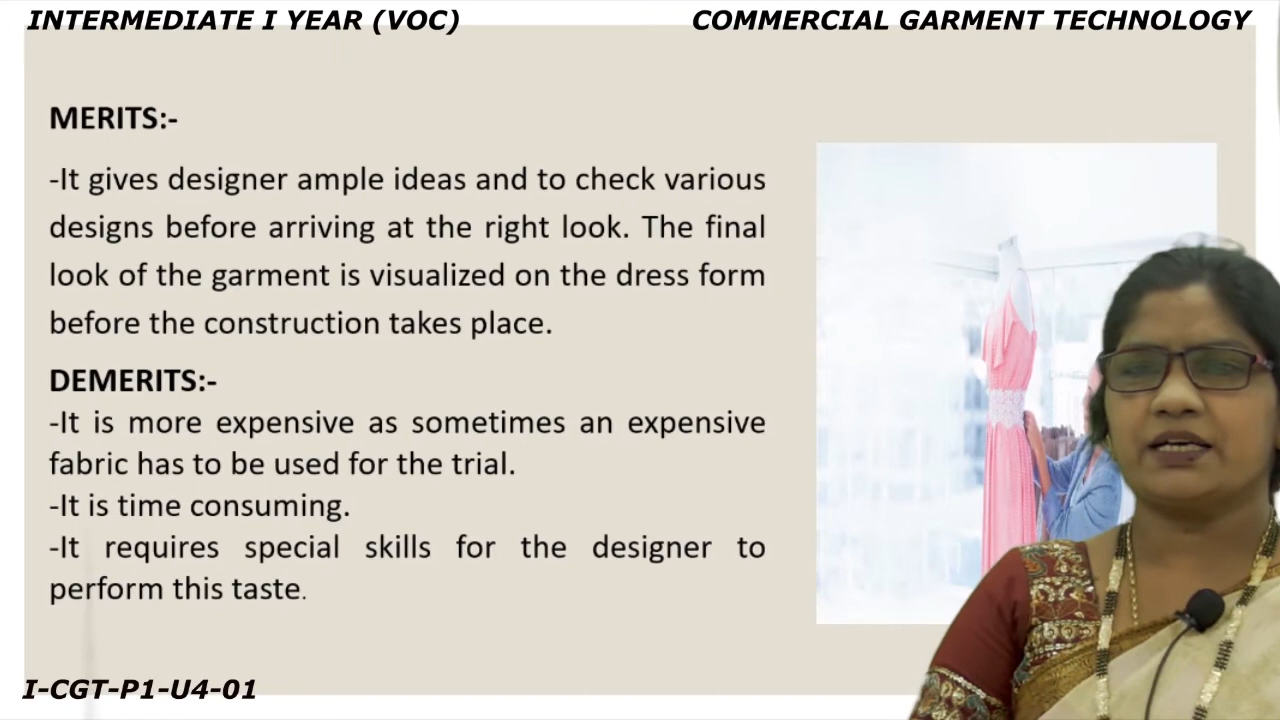 INTERMEDIATE I YEAR (VOC)
COMMERCIAL GARMENT TECHNOLOGY
MERITS:-
-It gives designer ample ideas and to check various
designs before arriving at the right look. The final
look of the garment is visualized on the dress form
before the construction takes place.
DEMERITS:-
-It is more expensive as sometimes an expensive
fabric has to be used for the trial.
-It is time consuming.
-It requires special skills for the designer to
perform this taste.
I-CGT-P1-U4-01